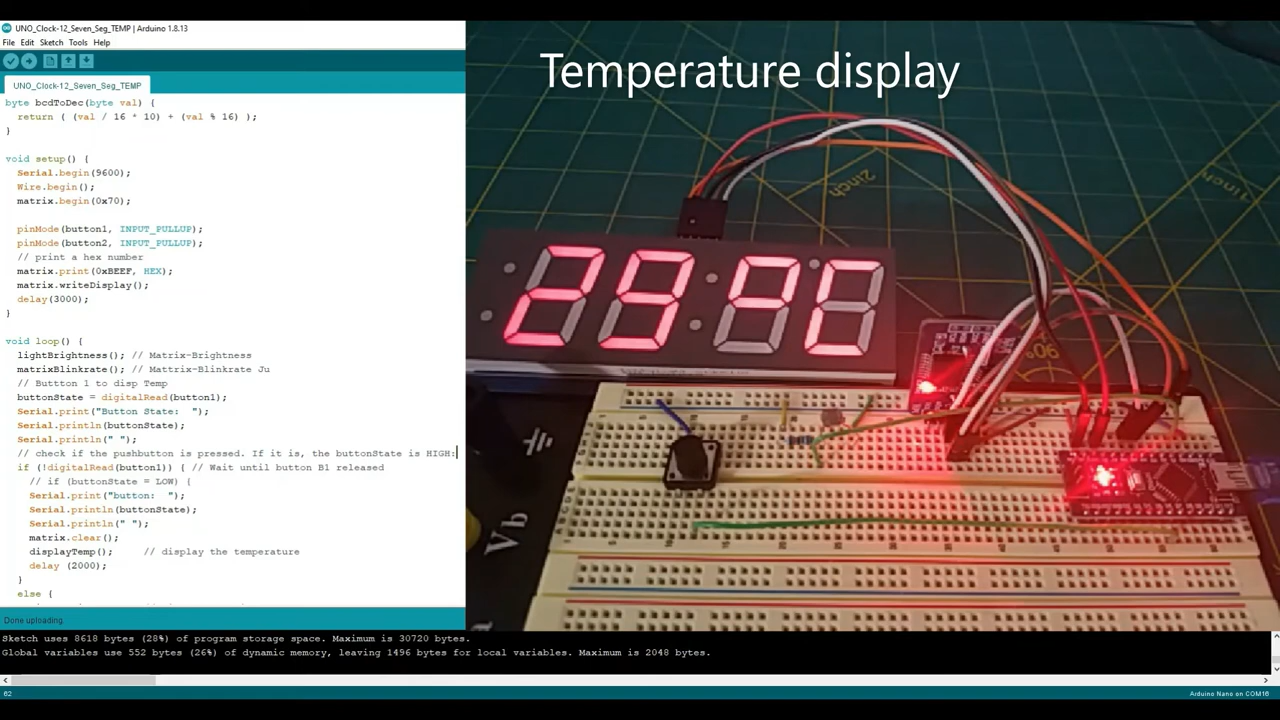 UNO_Clock-12_Seven_Seg_TEMP | Arduino 1.8.13
File Edit Sketch Tools Help
UNO_Clock-12_Seven_Seg_TEMP
byte bcdToDec(byte val) {
return ( (val / 16 * 10) + (val % 16) );
}
void setup() {
Serial.begin(9600);
Wire.begin();
matrix.begin(0x70);
pinMode(button1, INPUT_PULLUP);
pinMode(button2, INPUT_PULLUP);
// print a hex number
matrix.print(0xBEEF, HEX);
matrix.writeDisplay();
delay(3000);
}
void loop() {
lightBrightness(); // Matrix-Brightness
matrixBlinkrate(); // Mattrix-Blinkrate Ju
// Buttton 1 to disp Temp
buttonState = digitalRead(button1);
Serial.print("Button State:  ");
Serial.println(buttonState);
Serial.println(" ");
// check if the pushbutton is pressed. If it is, the buttonState is HIGH:
if (!digitalRead(button1)) { // Wait until button B1 released
// if (buttonState = LOW) {
Serial.print("button:  ");
Serial.println(buttonState);
Serial.println(" ");
matrix.clear();
displayTemp();     // display the temperature
delay (2000);
}
else {
Done uploading.
Sketch uses 8618 bytes (28%) of program storage space. Maximum is 30720 bytes.
Global variables use 552 bytes (26%) of dynamic memory, leaving 1496 bytes for local variables. Maximum is 2048 bytes.
62
Arduino Nano on COM16
Temperature display
2inch
2inch
29°C
90°
Vb